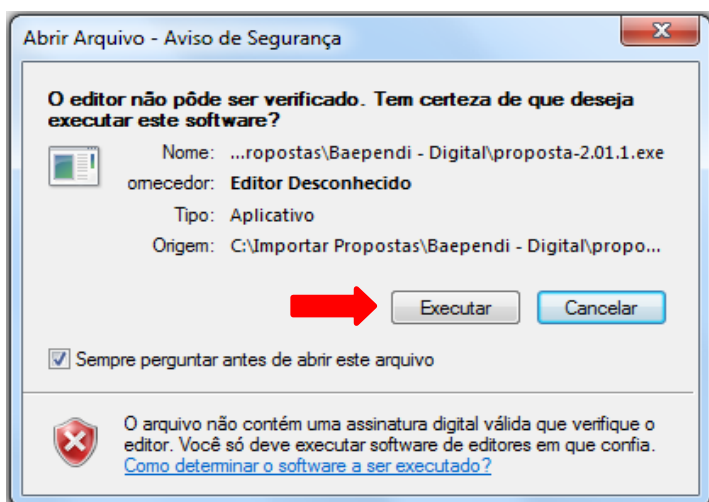 Abrir Arquivo - Aviso de Segurança
O editor não pôde ser verificado. Tem certeza de que deseja
executar este software?
Nome: ...ropostas\Baependi - Digital\proposta-2.01.1.exe
omecedor: Editor Desconhecido
Tipo: Aplicativo
Origem: C:\Importar Propostas\Baependi - Digital\propo...
Executar Cancelar
Sempre perguntar antes de abrir este arquivo
O arquivo não contém uma assinatura digital válida que verifique o
editor. Você só deve executar software de editores em que confia.
Como determinar o software a ser executado?